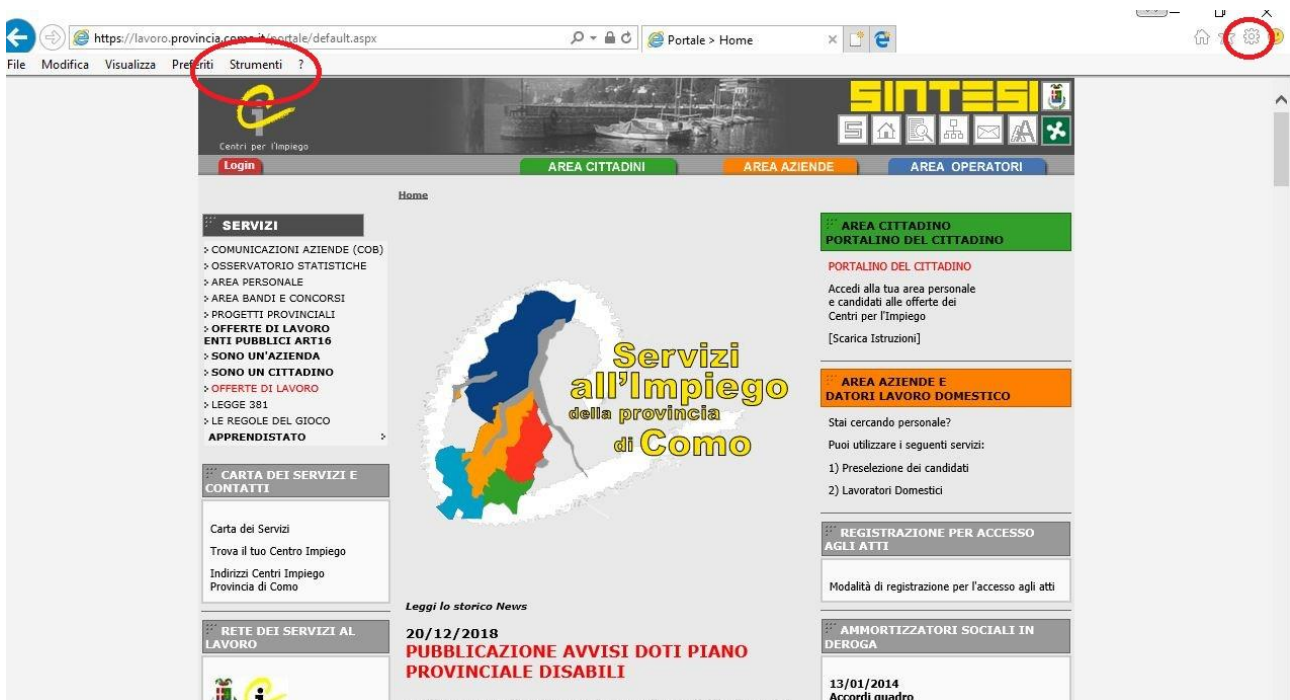 https://lavoro.provincia.como.it/portale/default.aspx
Portale > Home
File Modifica Visualizza Preferiti Strumenti ?
Centri per l'Impiego
SINTESI
Login
AREA CITTADINI
AREA AZIENDE
AREA OPERATORI
Home
SERVIZI
> COMUNICAZIONI AZIENDE (COB)
> OSSERVATORIO STATISTICHE
> AREA PERSONALE
> AREA BANDI E CONCORSI
> PROGETTI PROVINCIALI
> OFFERTE DI LAVORO
ENTI PUBBLICI ART16
> SONO UN'AZIENDA
> SONO UN CITTADINO
> OFFERTE DI LAVORO
> LEGGE 381
> LE REGOLE DEL GIOCO
APPRENDISTATO >
CARTA DEI SERVIZI E
CONTATTI
Carta dei Servizi
Trova il tuo Centro Impiego
Indirizzi Centri Impiego
Provincia di Como
RETE DEI SERVIZI AL
LAVORO
Servizi
all'Impiego
della provincia
di Como
Leggi lo storico News
20/12/2018
PUBBLICAZIONE AVVISI DOTI PIANO
PROVINCIALE DISABILI
AREA CITTADINO
PORTALINO DEL CITTADINO
PORTALINO DEL CITTADINO
Accedi alla tua area personale
e candidati alle offerte dei
Centri per l'Impiego
[Scarica Istruzioni]
AREA AZIENDE E
DATORI LAVORO DOMESTICO
Stai cercando personale?
Puoi utilizzare i seguenti servizi:
1) Preselezione dei candidati
2) Lavoratori Domestici
REGISTRAZIONE PER ACCESSO
AGLI ATTI
Modalità di registrazione per l'accesso agli atti
AMMORTIZZATORI SOCIALI IN
DEROGA
13/01/2014
Accordi quadro